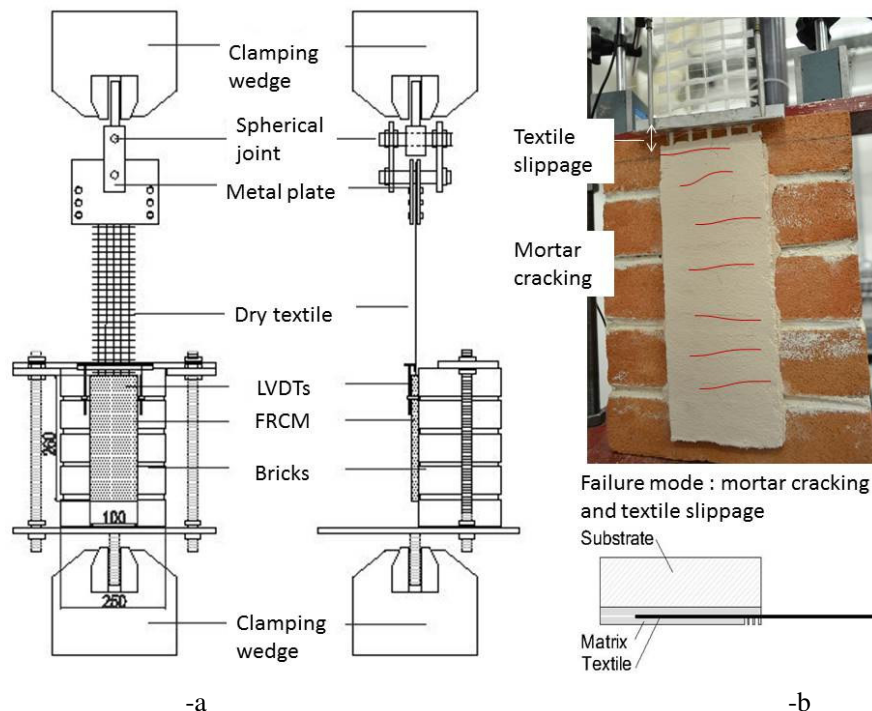 Clamping
wedge
Spherical
joint
Metal plate
Dry textile
LVDTs
FRCM
Bricks
260
100
250
Clamping
wedge
-a
Textile
slippage
Mortar
cracking
Failure mode : mortar cracking
and textile slippage
Substrate
Matrix
Textile
-b